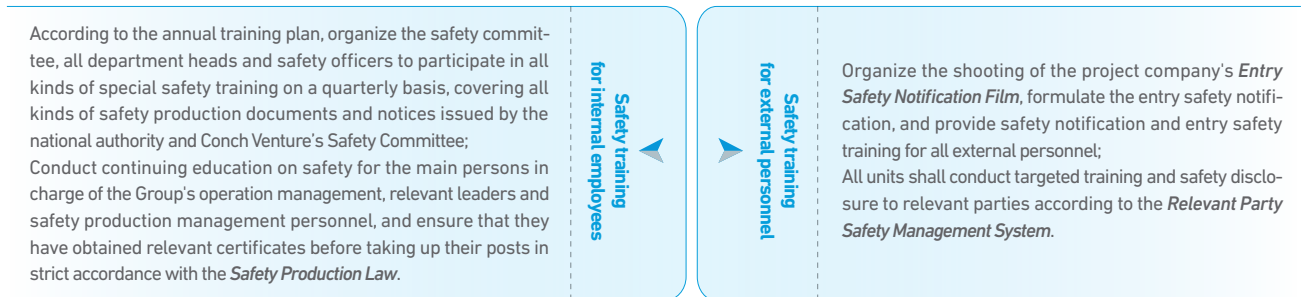 According to the annual training plan, organize the safety commit-
tee, all department heads and safety officers to participate in all
kinds of special safety training on a quarterly basis, covering all
kinds of safety production documents and notices issued by the
national authority and Conch Venture's Safety Committee;
Conduct continuing education on safety for the main persons in
charge of the Group's operation management, relevant leaders and
safety production management personnel, and ensure that they
have obtained relevant certificates before taking up their posts in
strict accordance with the Safety Production Law.
Safety training
for internal employees
Safety training
for external personnel
Organize the shooting of the project company's Entry
Safety Notification Film, formulate the entry safety notifi-
cation, and provide safety notification and entry safety
training for all external personnel;
All units shall conduct targeted training and safety disclo-
sure to relevant parties according to the Relevant Party
Safety Management System.